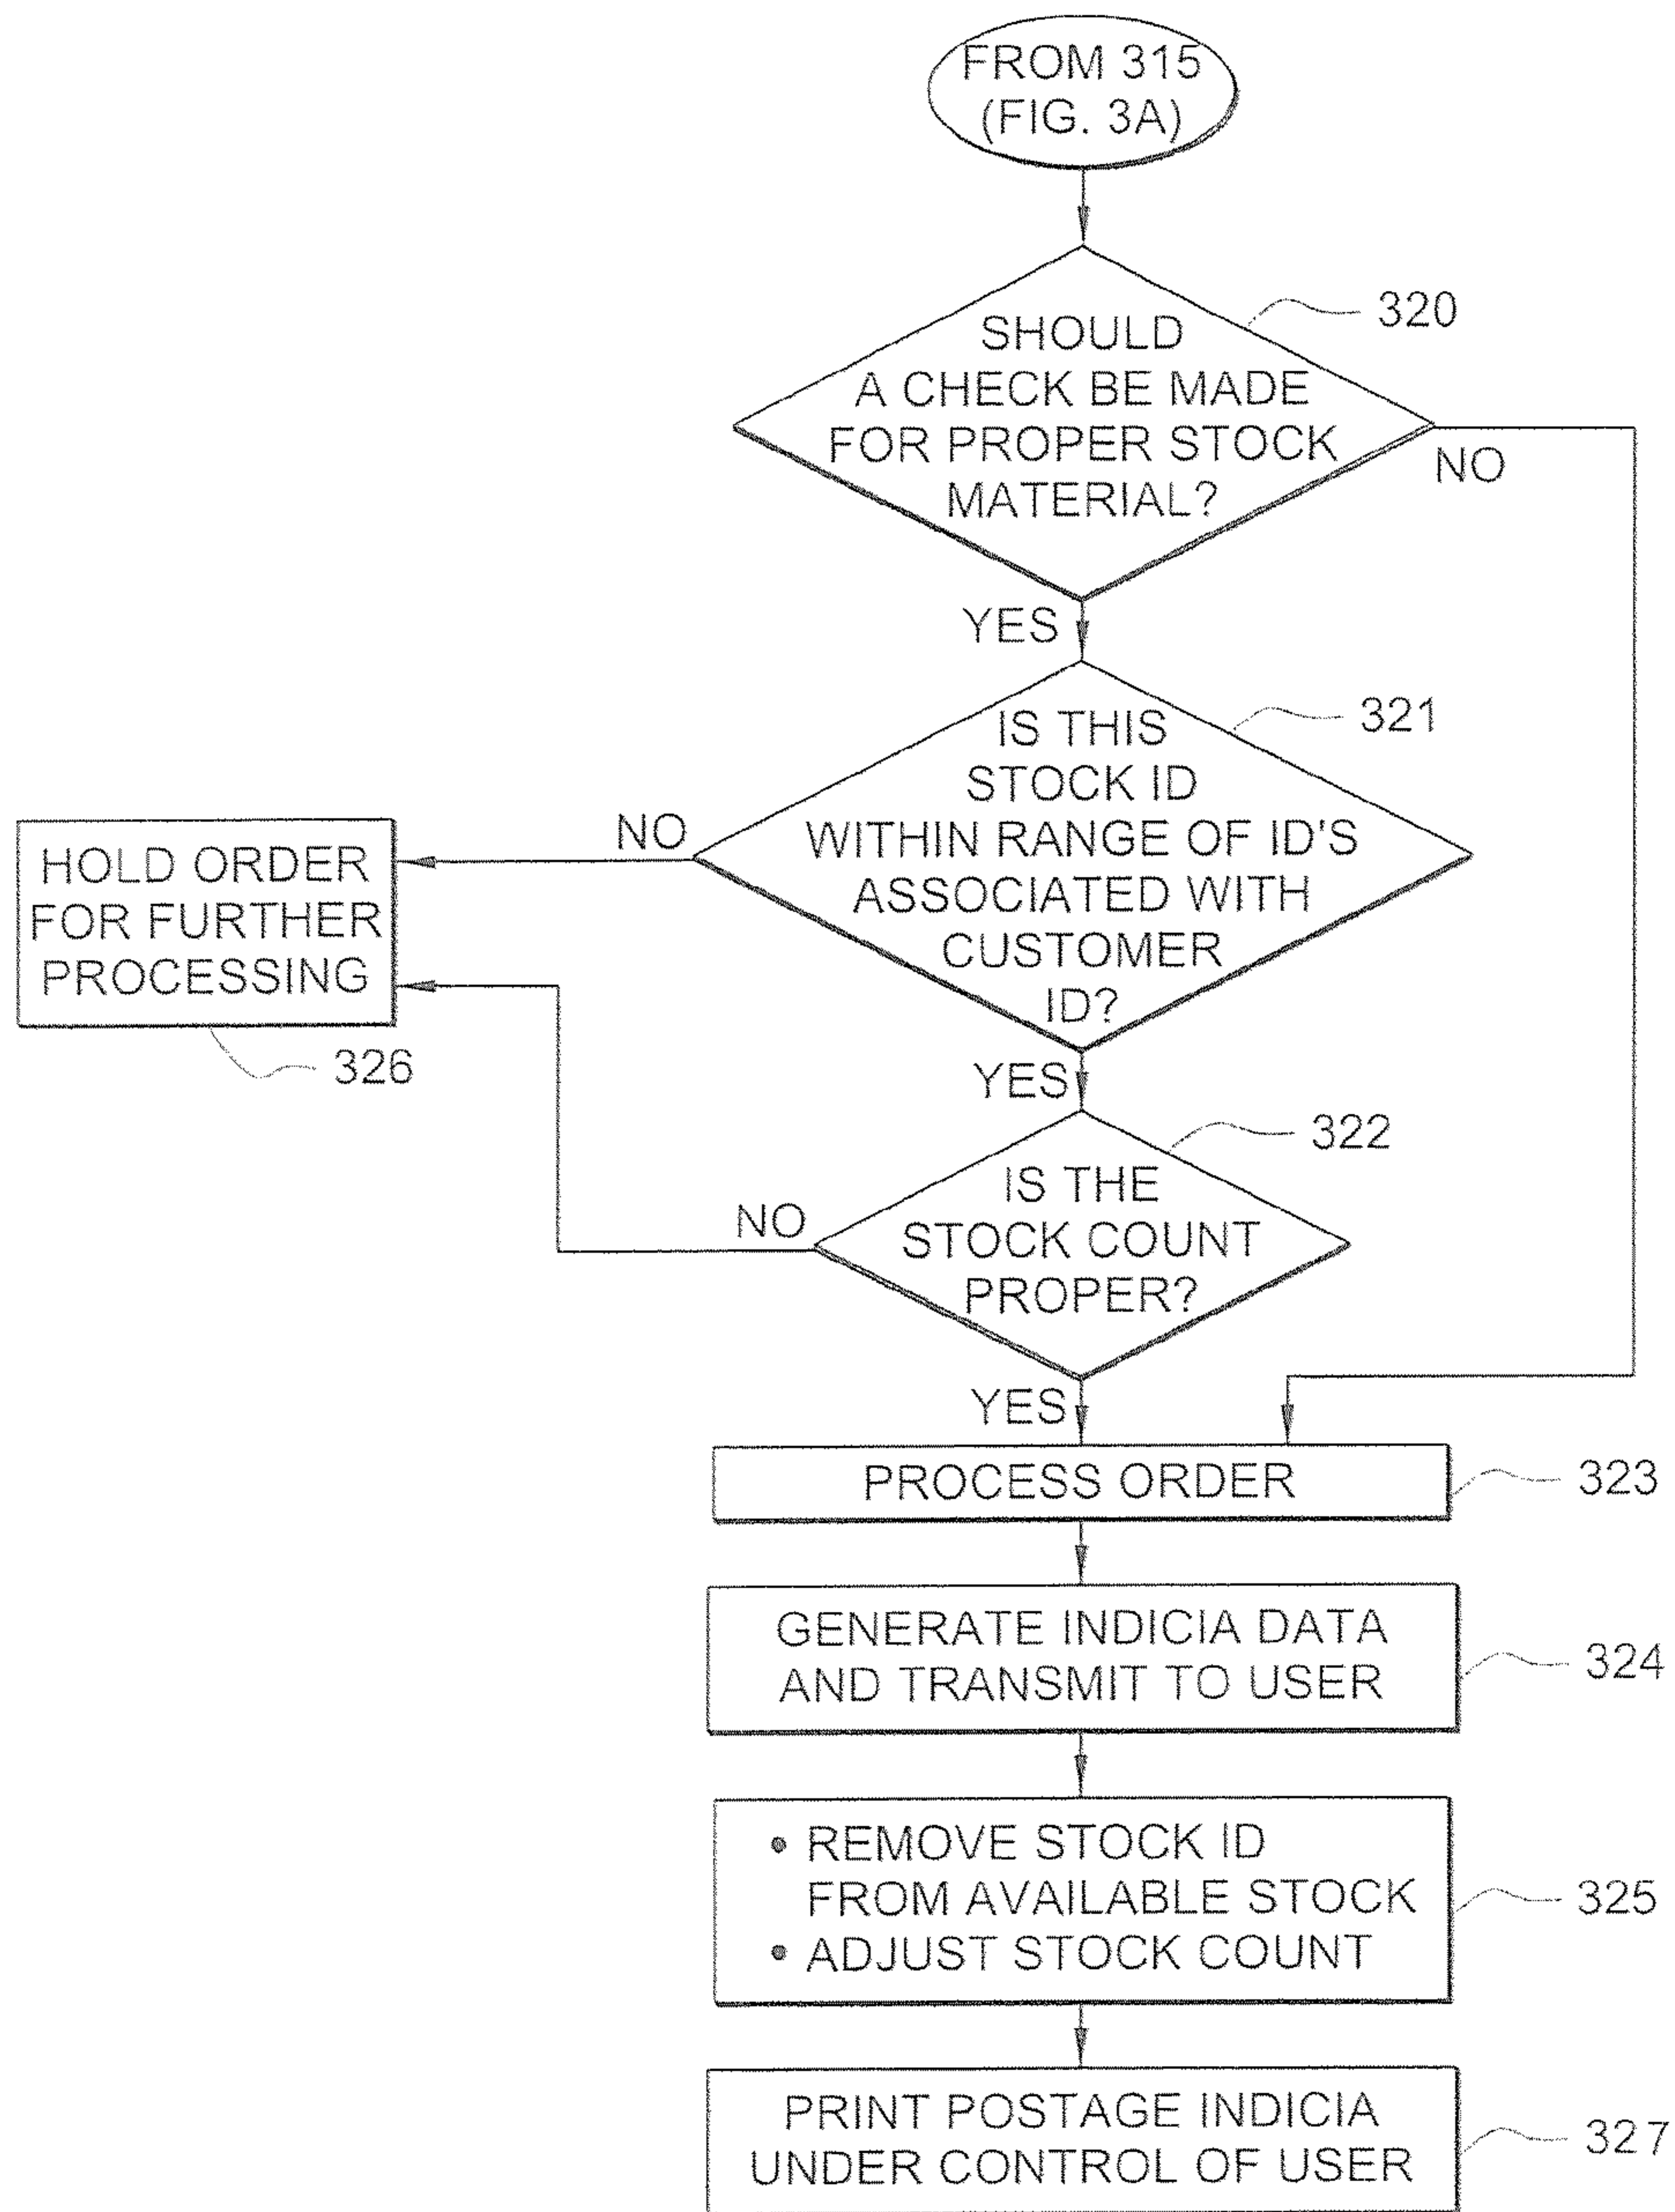 FROM 315
(FIG. 3A)
320
SHOULD
A CHECK BE MADE
FOR PROPER STOCK
MATERIAL?
NO
YES
321
IS THIS
STOCK ID
WITHIN RANGE OF ID'S
ASSOCIATED WITH
CUSTOMER
ID?
NO
HOLD ORDER
FOR FURTHER
PROCESSING
326
YES
322
IS THE
STOCK COUNT
PROPER?
NO
YES
PROCESS ORDER
323
GENERATE INDICIA DATA
AND TRANSMIT TO USER
324
• REMOVE STOCK ID
FROM AVAILABLE STOCK
• ADJUST STOCK COUNT
325
PRINT POSTAGE INDICIA
UNDER CONTROL OF USER
327